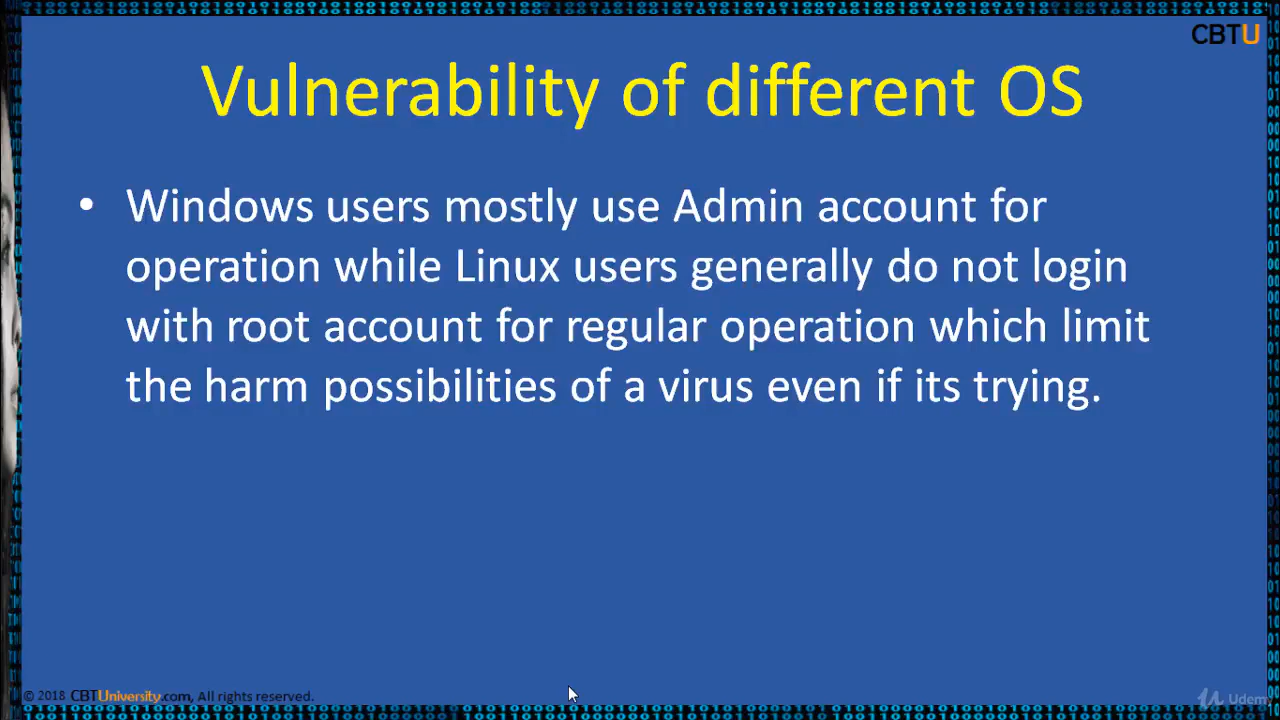 CBTU
Vulnerability of different OS
• Windows users mostly use Admin account for
operation while Linux users generally do not login
with root account for regular operation which limit
the harm possibilities of a virus even if its trying.
© 2018 CBTUniversity.com, All rights reserved.
Udem